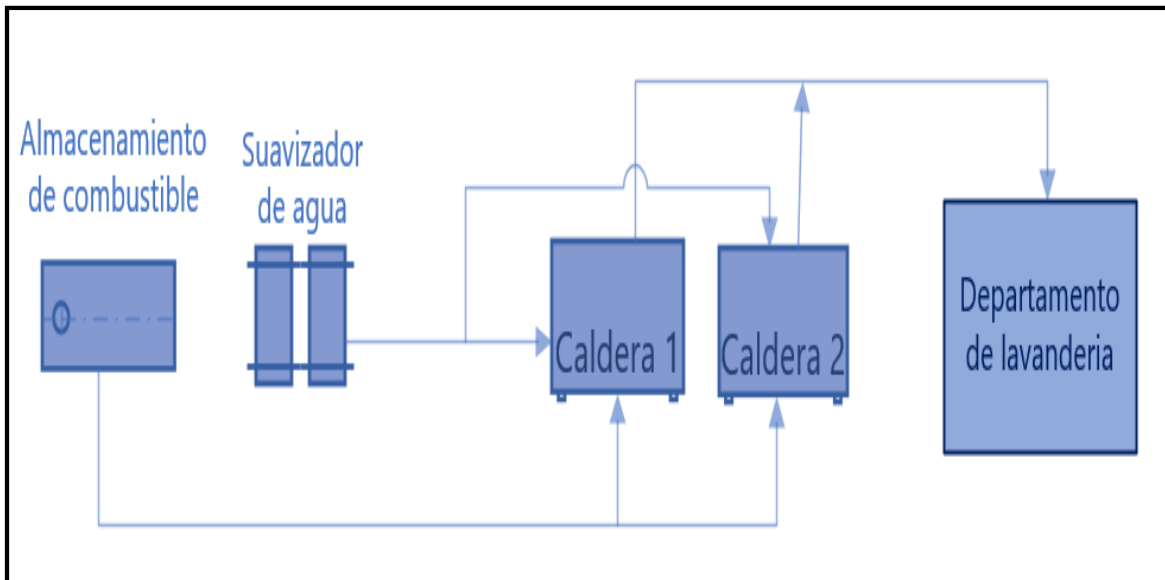 Almacenamiento
de combustible
Suavizador
de agua
Caldera 1
Caldera 2
Departamento
de lavanderia